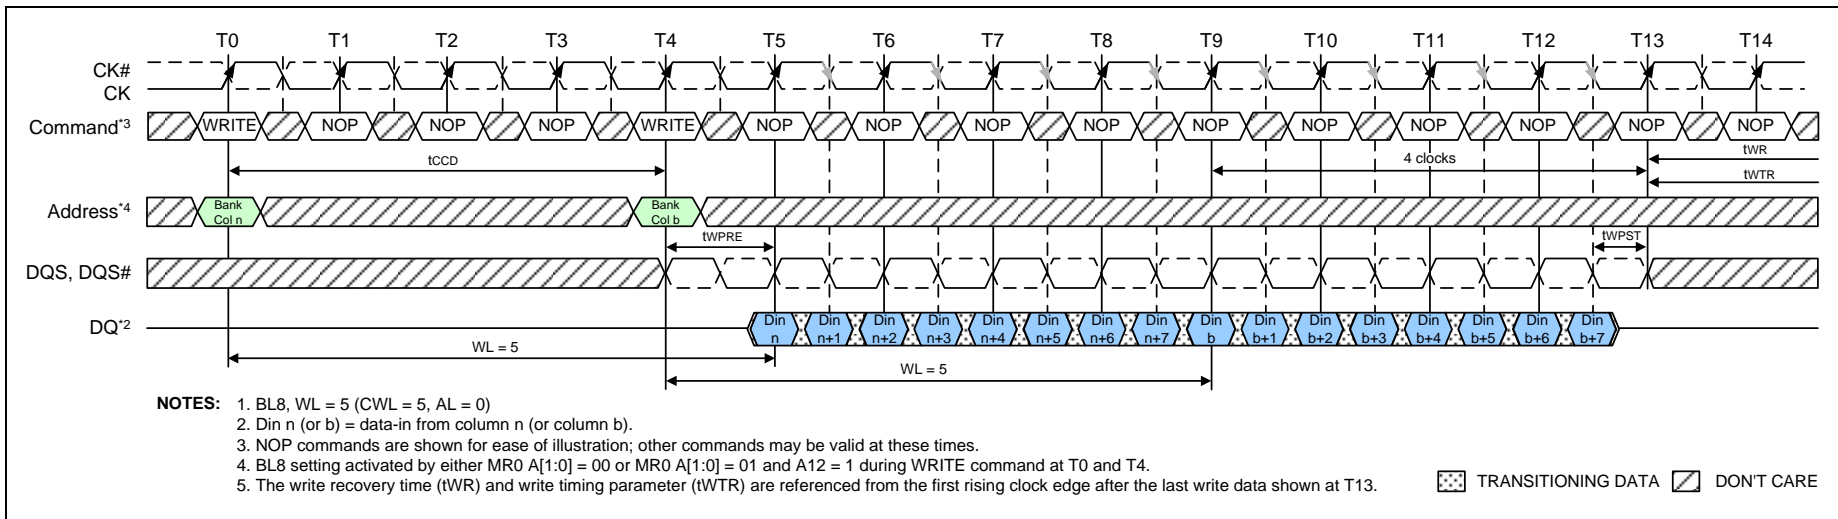 T0 T1 T2 T3 T4 T5 T6 T7 T8 T9 T10 T11 T12 T13 T14
CK#
CK
Command*3 WRITE NOP NOP NOP WRITE NOP NOP NOP NOP NOP NOP NOP NOP NOP NOP
tCCD 4 clocks tWR
tWTR
Address*4 Bank Col n Bank Col b
tWPRE tWPST
DQS, DQS#
DQ*2 Din n Din n+1 Din n+2 Din n+3 Din n+4 Din n+5 Din n+6 Din n+7 Din b Din b+1 Din b+2 Din b+3 Din b+4 Din b+5 Din b+6 Din b+7
WL = 5
WL = 5
NOTES: 1. BL8, WL = 5 (CWL = 5, AL = 0)
2. Din n (or b) = data-in from column n (or column b).
3. NOP commands are shown for ease of illustration; other commands may be valid at these times.
4. BL8 setting activated by either MR0 A[1:0] = 00 or MR0 A[1:0] = 01 and A12 = 1 during WRITE command at T0 and T4.
5. The write recovery time (tWR) and write timing parameter (tWTR) are referenced from the first rising clock edge after the last write data shown at T13.
TRANSITIONING DATA DON'T CARE